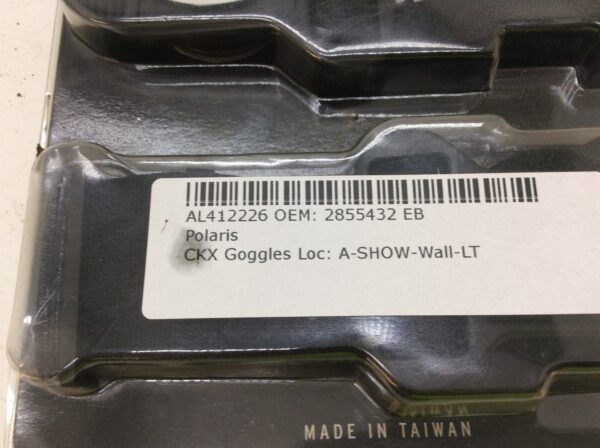 AL412226 OEM: 2855432 EB
Polaris
CKX Goggles Loc: A-SHOW-Wall-LT
MADE IN TAIWAN